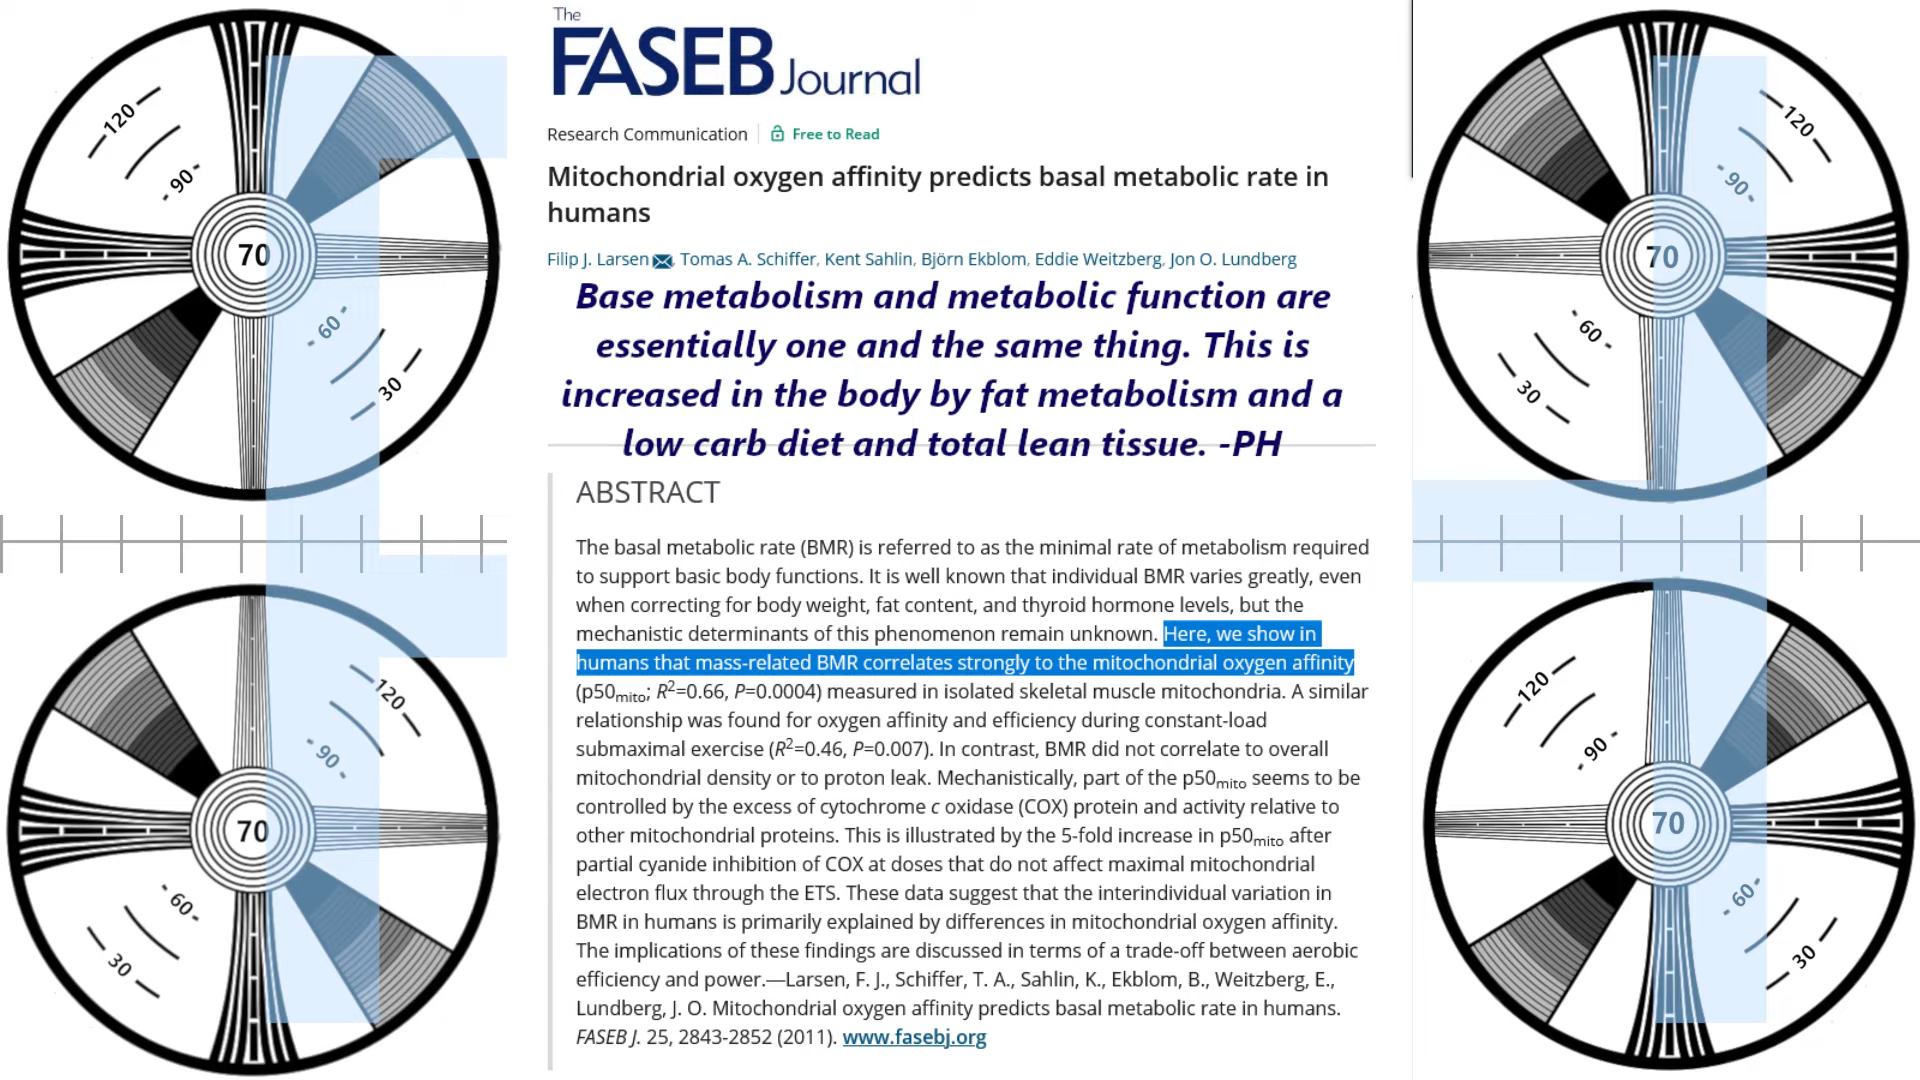 The
FASEB Journal
Research Communication Free to Read
Mitochondrial oxygen affinity predicts basal metabolic rate in
humans
Filip J. Larsen, Tomas A. Schiffer, Kent Sahlin, Björn Ekblom, Eddie Weitzberg, Jon O. Lundberg
Base metabolism and metabolic function are
essentially one and the same thing. This is
increased in the body by fat metabolism and a
low carb diet and total lean tissue. -PH
ABSTRACT
The basal metabolic rate (BMR) is referred to as the minimal rate of metabolism required
to support basic body functions. It is well known that individual BMR varies greatly, even
when correcting for body weight, fat content, and thyroid hormone levels, but the
mechanistic determinants of this phenomenon remain unknown. Here, we show in
humans that mass-related BMR correlates strongly to the mitochondrial oxygen affinity
(p50mito; R2=0.66, P=0.0004) measured in isolated skeletal muscle mitochondria. A similar
relationship was found for oxygen affinity and efficiency during constant-load
submaximal exercise (R2=0.46, P=0.007). In contrast, BMR did not correlate to overall
mitochondrial density or to proton leak. Mechanistically, part of the p50mito seems to be
controlled by the excess of cytochrome c oxidase (COX) protein and activity relative to
other mitochondrial proteins. This is illustrated by the 5-fold increase in p50mito after
partial cyanide inhibition of COX at doses that do not affect maximal mitochondrial
electron flux through the ETS. These data suggest that the interindividual variation in
BMR in humans is primarily explained by differences in mitochondrial oxygen affinity.
The implications of these findings are discussed in terms of a trade-off between aerobic
efficiency and power.—Larsen, F. J., Schiffer, T. A., Sahlin, K., Ekblom, B., Weitzberg, E.,
Lundberg, J. O. Mitochondrial oxygen affinity predicts basal metabolic rate in humans.
FASEB J. 25, 2843-2852 (2011). www.fasebj.org
120
90
70
60
30
120
90
70
60
30
120
90
70
60
30
120
90
70
60
30